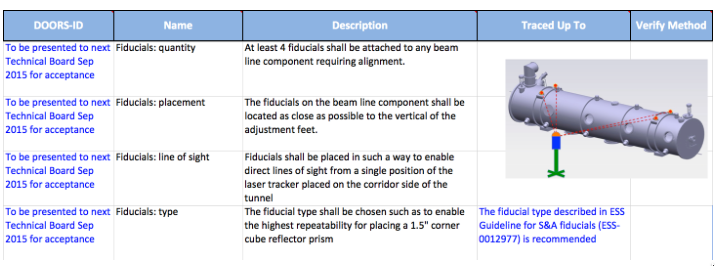 DOORS-ID Name Description Traced Up To Verify Method
To be presented to next Fiducials: quantity At least 4 fiducials shall be attached to any beam
Technical Board Sep line component requiring alignment.
2015 for acceptance
To be presented to next Fiducials: placement The fiducials on the beam line component shall be
Technical Board Sep located as close as possible to the vertical of the
2015 for acceptance adjustment feet.
To be presented to next Fiducials: line of sight Fiducials shall be placed in such a way to enable
Technical Board Sep direct lines of sight from a single position of the
2015 for acceptance laser tracker placed on the corridor side of the
tunnel
To be presented to next Fiducials: type The fiducial type shall be chosen such as to enable The fiducial type described in ESS
Technical Board Sep the highest repeatability for placing a 1.5" corner Guideline for S&A fiducials (ESS-
2015 for acceptance cube reflector prism 0012977) is recommended